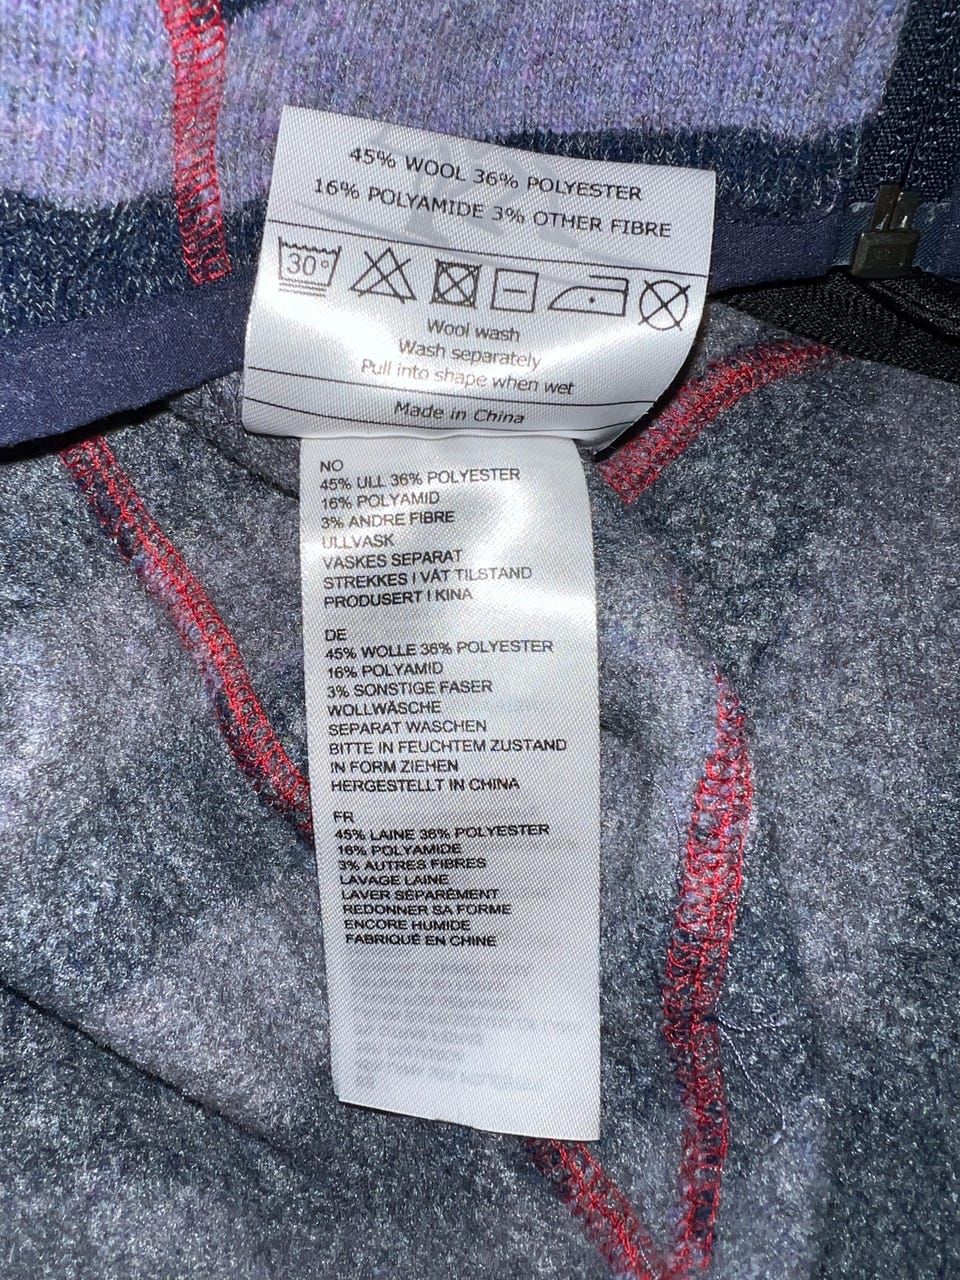 45% WOOL 36% POLYESTER
16% POLYAMIDE 3% OTHER FIBRE
30°
Wool wash
Wash separately
Pull into shape when wet
Made in China
NO
45% ULL 36% POLYESTER
16% POLYAMID
3% ANDRE FIBRE
ULLVASK
VASKES SEPARAT
STREKKES I VÅT TILSTAND
PRODUSERT I KINA
DE
45% WOLLE 36% POLYESTER
16% POLYAMID
3% SONSTIGE FASER
WOLLWÄSCHE
SEPARAT WASCHEN
BITTE IN FEUCHTEM ZUSTAND
IN FORM ZIEHEN
HERGESTELLT IN CHINA
FR
45% LAINE 36% POLYESTER
16% POLYAMIDE
3% AUTRES FIBRES
LAVAGE LAINE
LAVER SÉPARÉMENT
REDONNER SA FORME
ENCORE HUMIDE
FABRIQUÉ EN CHINE